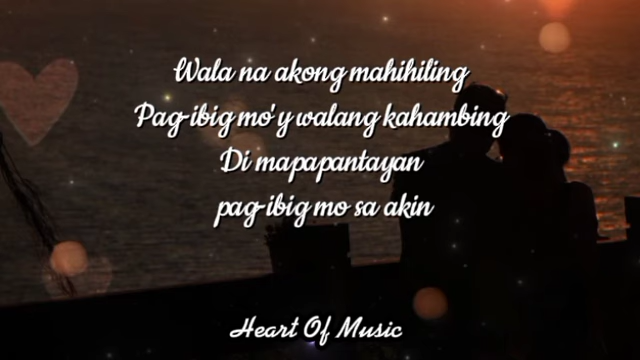 Wala na akong mahihiling
Pag-ibig mo'y walang kahambing
Di mapapantayan
pag-ibig mo sa akin
Heart Of Music